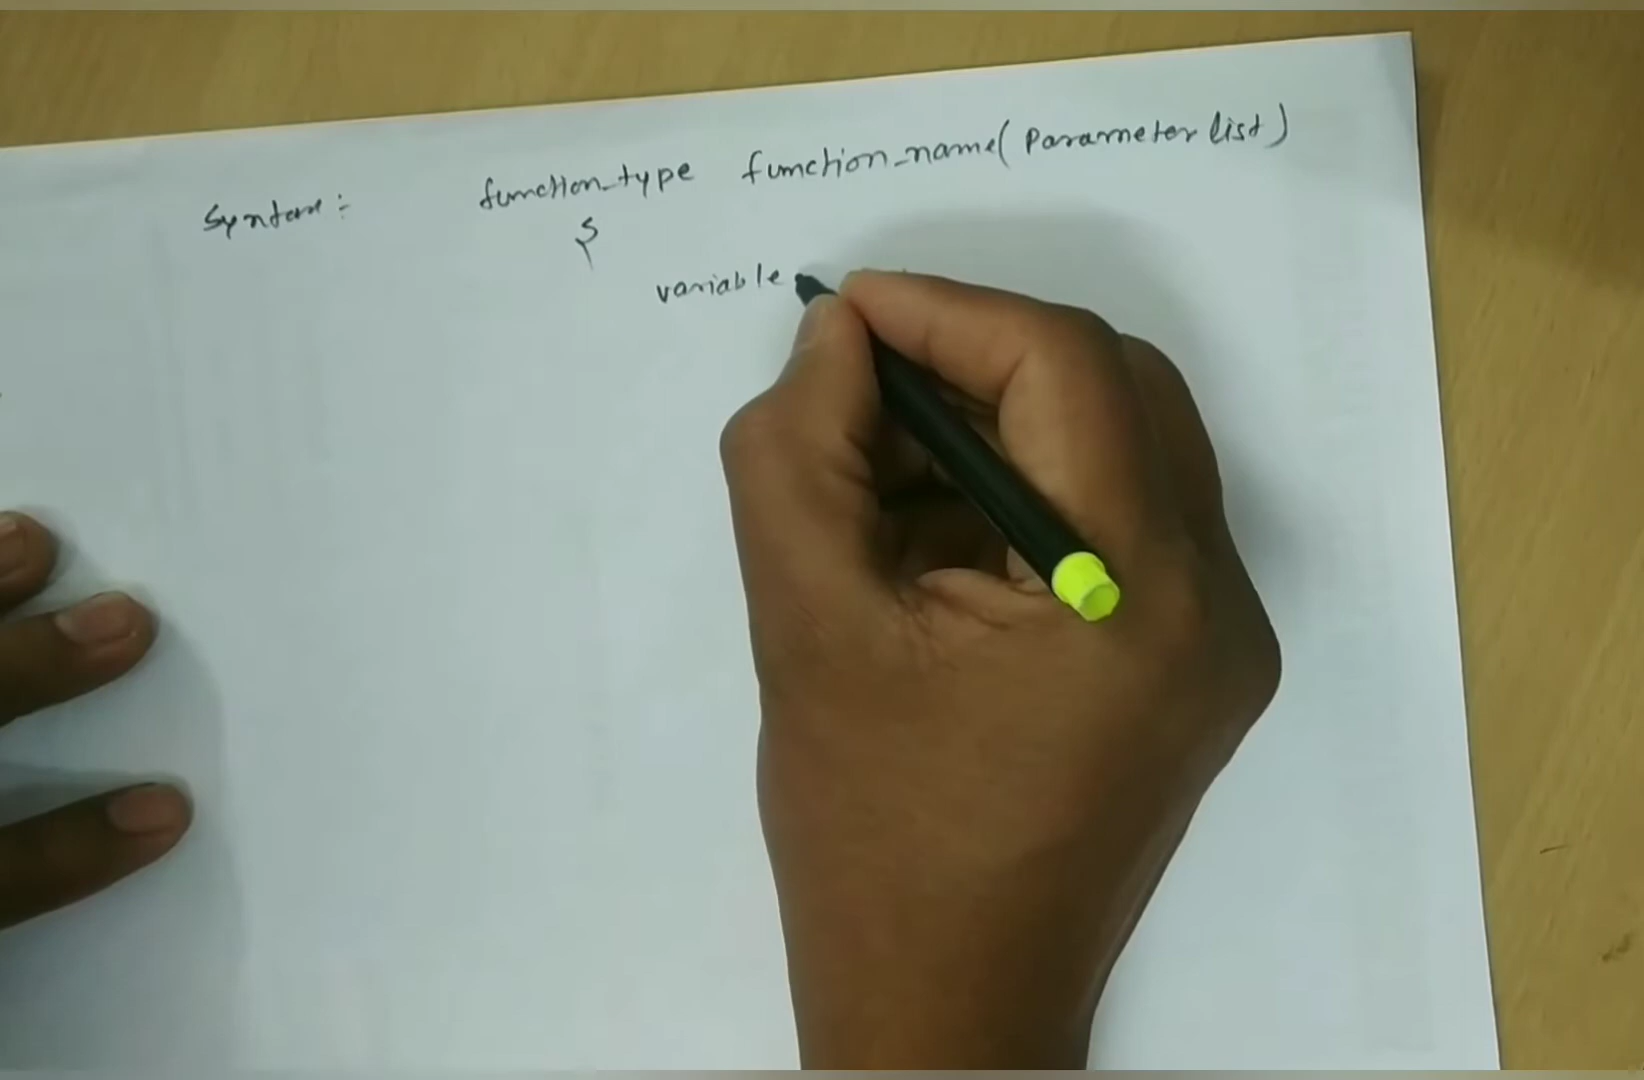 Syntax :- function_type function_name( Parameter list )
{
variable